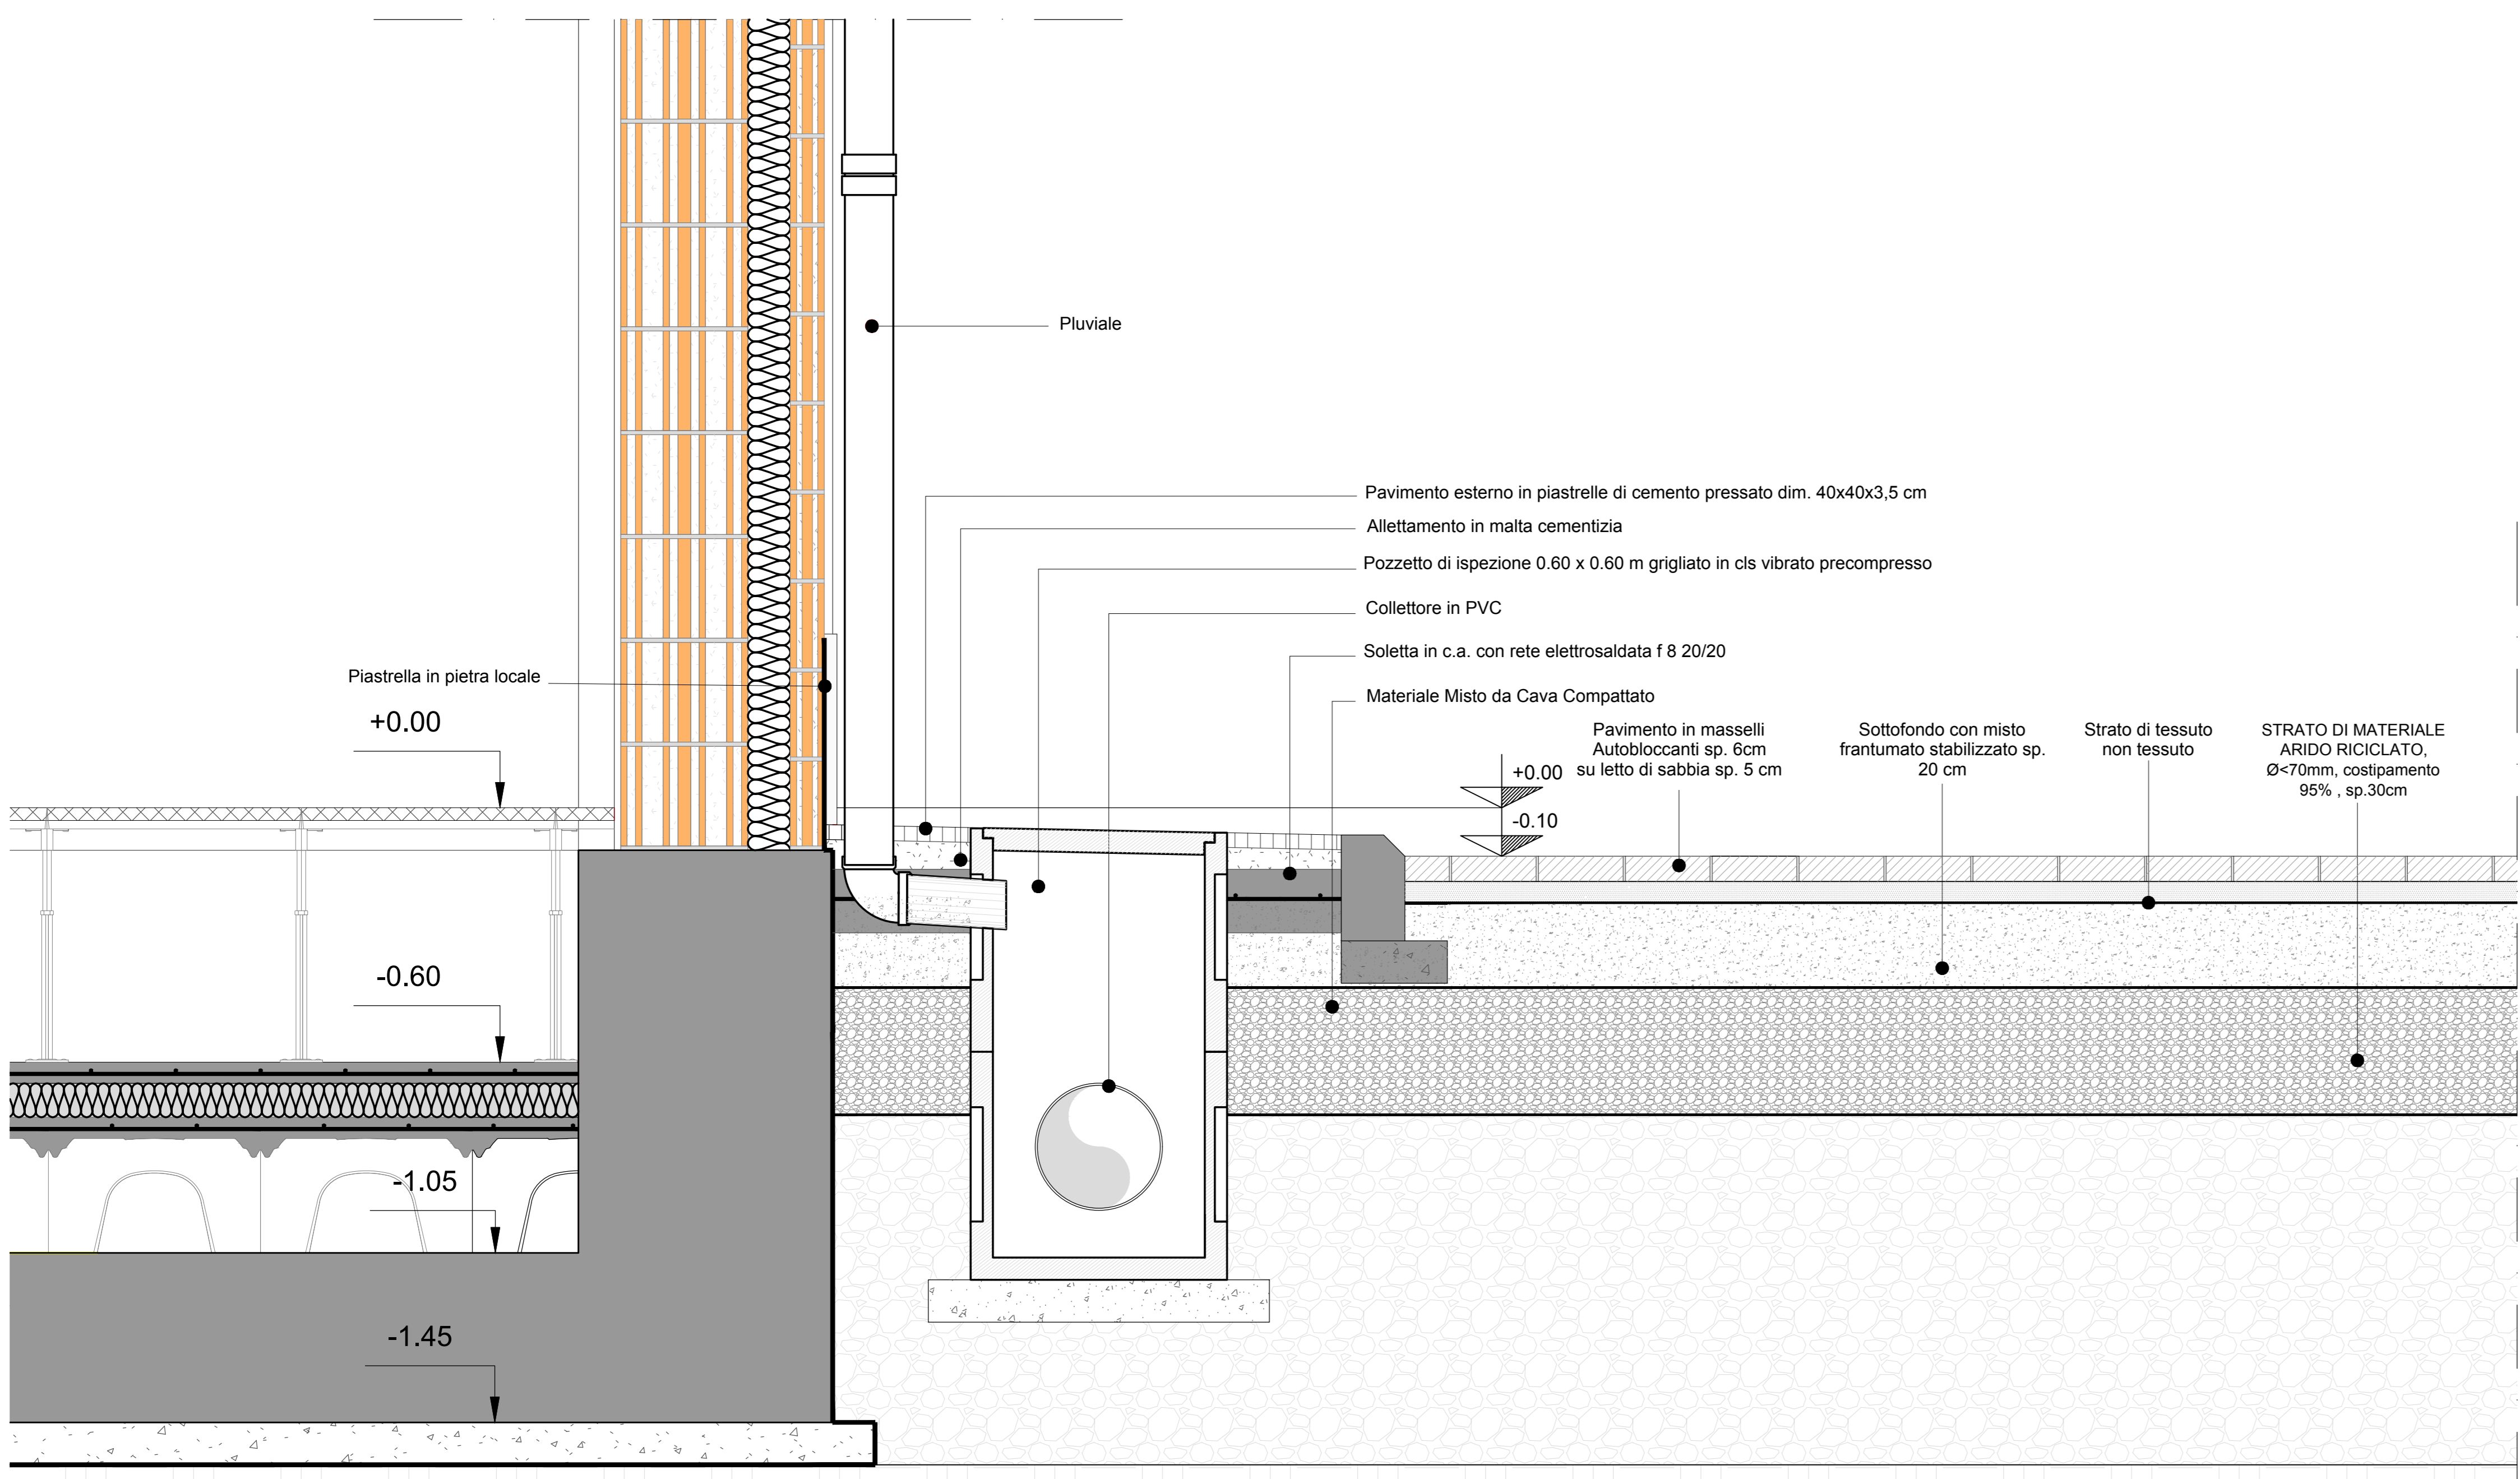 Pluviale
Pavimento esterno in piastrelle di cemento pressato dim. 40x40x3,5 cm
Allettamento in malta cementizia
Pozzetto di ispezione 0.60 x 0.60 m grigliato in cls vibrato precompresso
Collettore in PVC
Soletta in c.a. con rete elettrosaldata f 8 20/20
Materiale Misto da Cava Compattato
Piastrella in pietra locale
+0.00
Pavimento in masselli
Autobloccanti sp. 6cm
su letto di sabbia sp. 5 cm
Sottofondo con misto
frantumato stabilizzato sp.
20 cm
Strato di tessuto
non tessuto
STRATO DI MATERIALE
ARIDO RICICLATO,
Ø<70mm, costipamento
95% , sp.30cm
+0.00
-0.10
-0.60
-1.05
-1.45